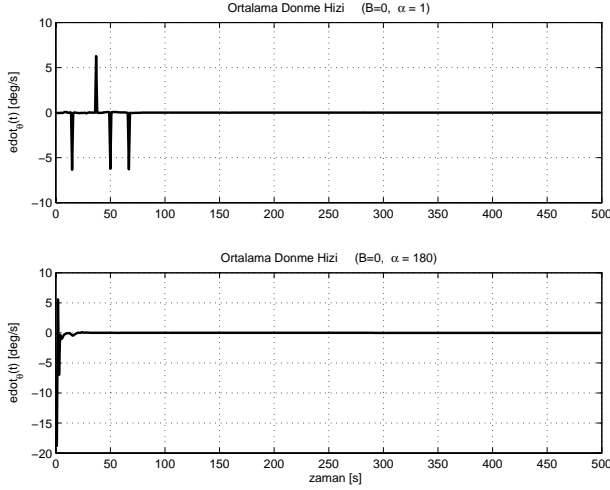 Ortalama Donme Hizi (B=0, α = 1)
10
5
0
−5
−10
edotθ(t) [deg/s]
0 50 100 150 200 250 300 350 400 450 500
Ortalama Donme Hizi (B=0, α = 180)
10
5
0
−5
−10
−15
−20
edotθ(t) [deg/s]
0 50 100 150 200 250 300 350 400 450 500
zaman [s]